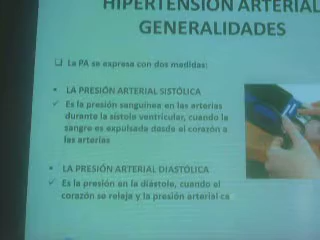 HIPERTENSIÓN ARTERIAL
GENERALIDADES
❑ La PA se expresa con dos medidas:
• LA PRESIÓN ARTERIAL SISTÓLICA
✓ Es la presión sanguínea en las arterias
durante la sístole ventricular, cuando la
sangre es expulsada desde el corazón a
las arterias
• LA PRESIÓN ARTERIAL DIASTÓLICA
✓ Es la presión en la diástole, cuando el
corazón se relaja y la presión arterial ca